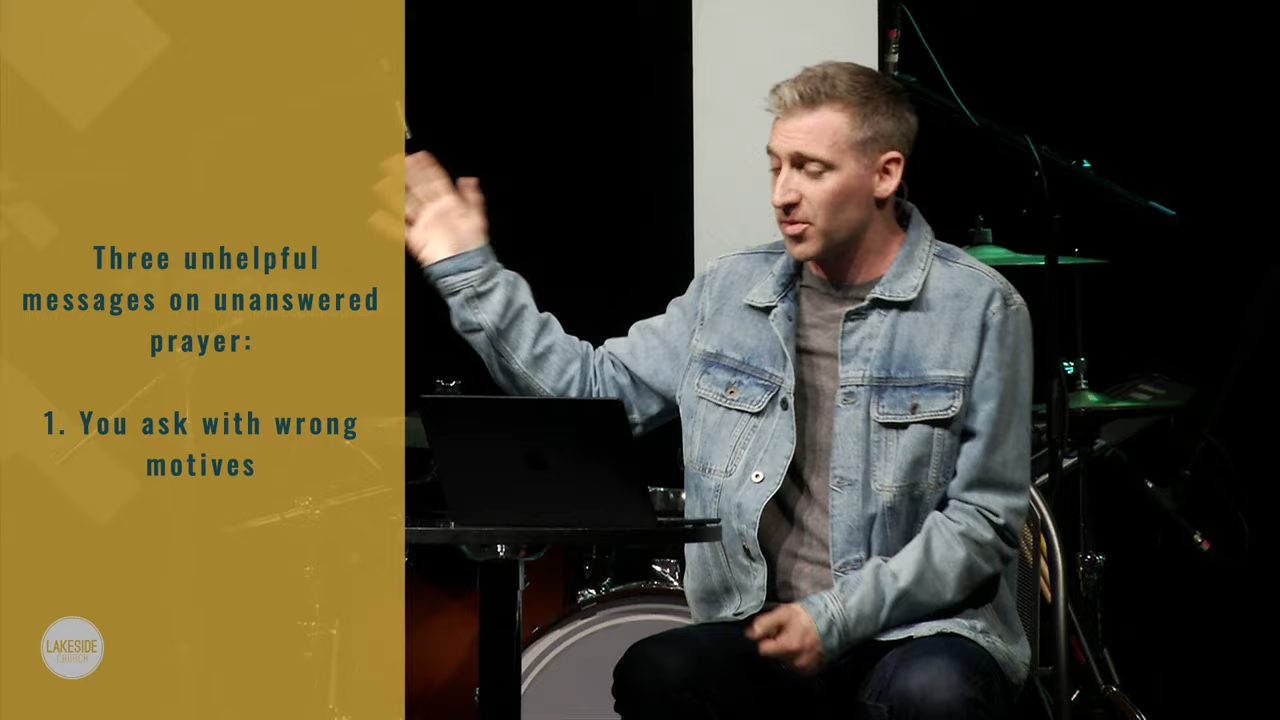 Three unhelpful
messages on unanswered
prayer:
1. You ask with wrong
motives
LAKESIDE
CHURCH